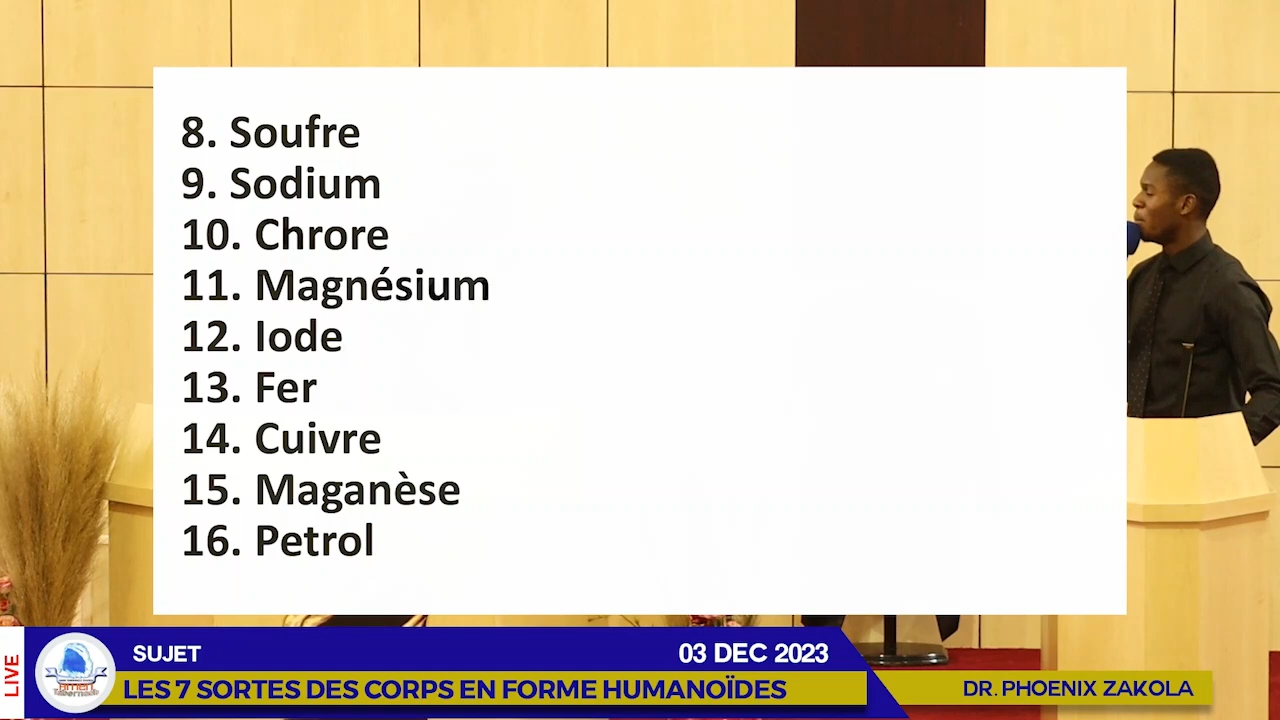 8. Soufre
9. Sodium
10. Chrore
11. Magnésium
12. Iode
13. Fer
14. Cuivre
15. Maganèse
16. Petrol
LIVE
SUJET
03 DEC 2023
LES 7 SORTES DES CORPS EN FORME HUMANOÏDES
DR. PHOENIX ZAKOLA